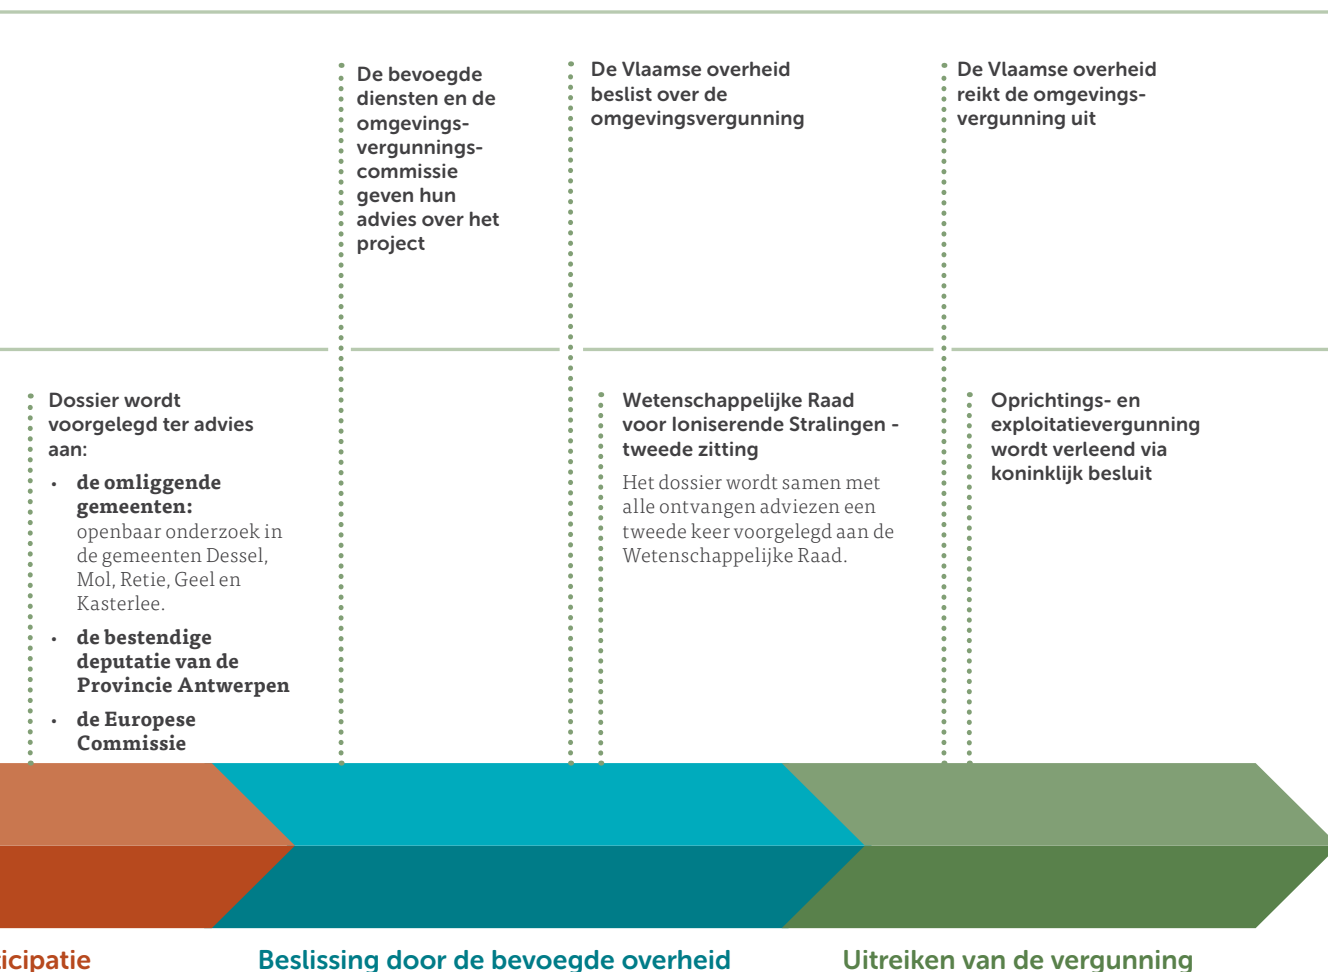 De bevoegde
diensten en de
omgevings-
vergunnings-
commissie
geven hun
advies over het
project
De Vlaamse overheid
beslist over de
omgevingsvergunning
De Vlaamse overheid
reikt de omgevings-
vergunning uit
Dossier wordt
voorgelegd ter advies
aan:
• de omliggende
gemeenten:
openbaar onderzoek in
de gemeenten Dessel,
Mol, Retie, Geel en
Kasterlee.
• de bestendige
deputatie van de
Provincie Antwerpen
• de Europese
Commissie
Wetenschappelijke Raad
voor Ioniserende Stralingen -
tweede zitting
Het dossier wordt samen met
alle ontvangen adviezen een
tweede keer voorgelegd aan de
Wetenschappelijke Raad.
Oprichtings- en
exploitatievergunning
wordt verleend via
koninklijk besluit
icipatie
Beslissing door de bevoegde overheid
Uitreiken van de vergunning